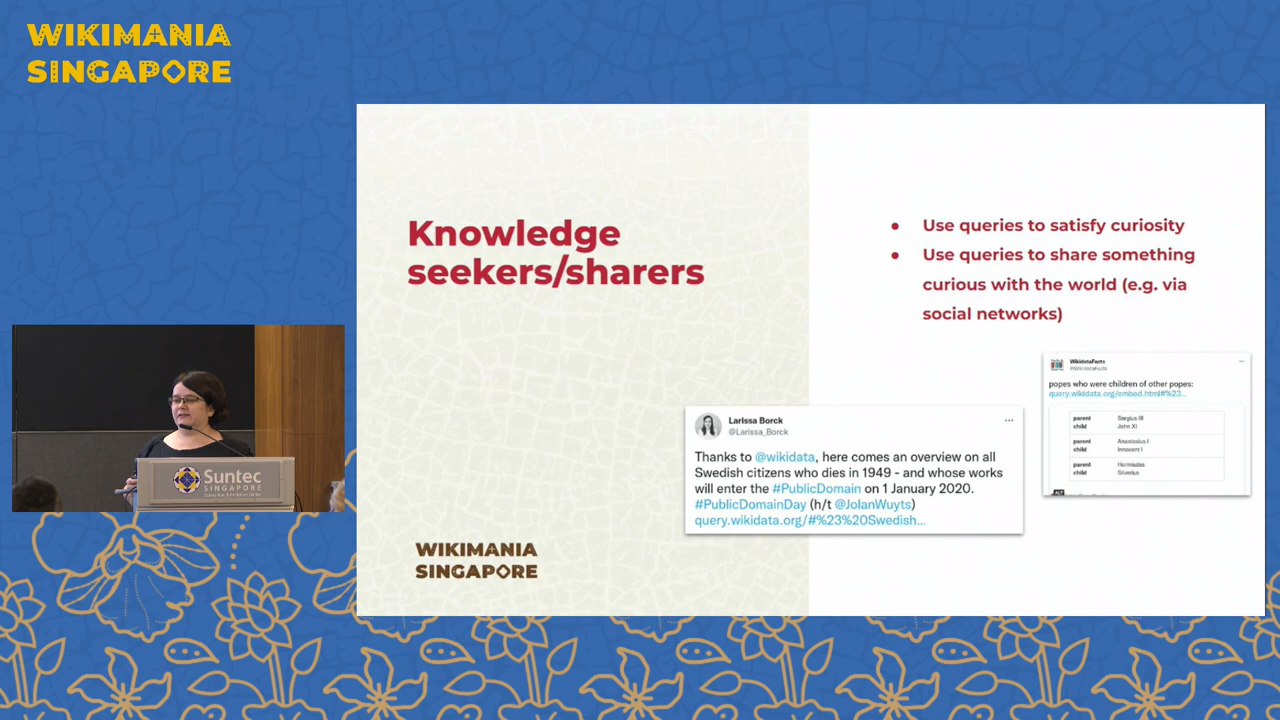 WIKIMANIA
SINGAPORE
Knowledge
seekers/sharers
● Use queries to satisfy curiosity
● Use queries to share something
curious with the world (e.g. via
social networks)
WikidataFacts
@WikidataFacts
popes who were children of other popes:
query.wikidata.org/embed.html#%23...
parent Sergius III
child John XI
parent Anastasius I
child Innocent I
parent Hormisdas
child Silverius
ALT
Larissa Borck
@Larissa_Borck
Thanks to @wikidata, here comes an overview on all
Swedish citizens who dies in 1949 - and whose works
will enter the #PublicDomain on 1 January 2020.
#PublicDomainDay (h/t @JolanWuyts)
query.wikidata.org/#%23%20Swedish...
WIKIMANIA
SINGAPORE
Suntec
SINGAPORE